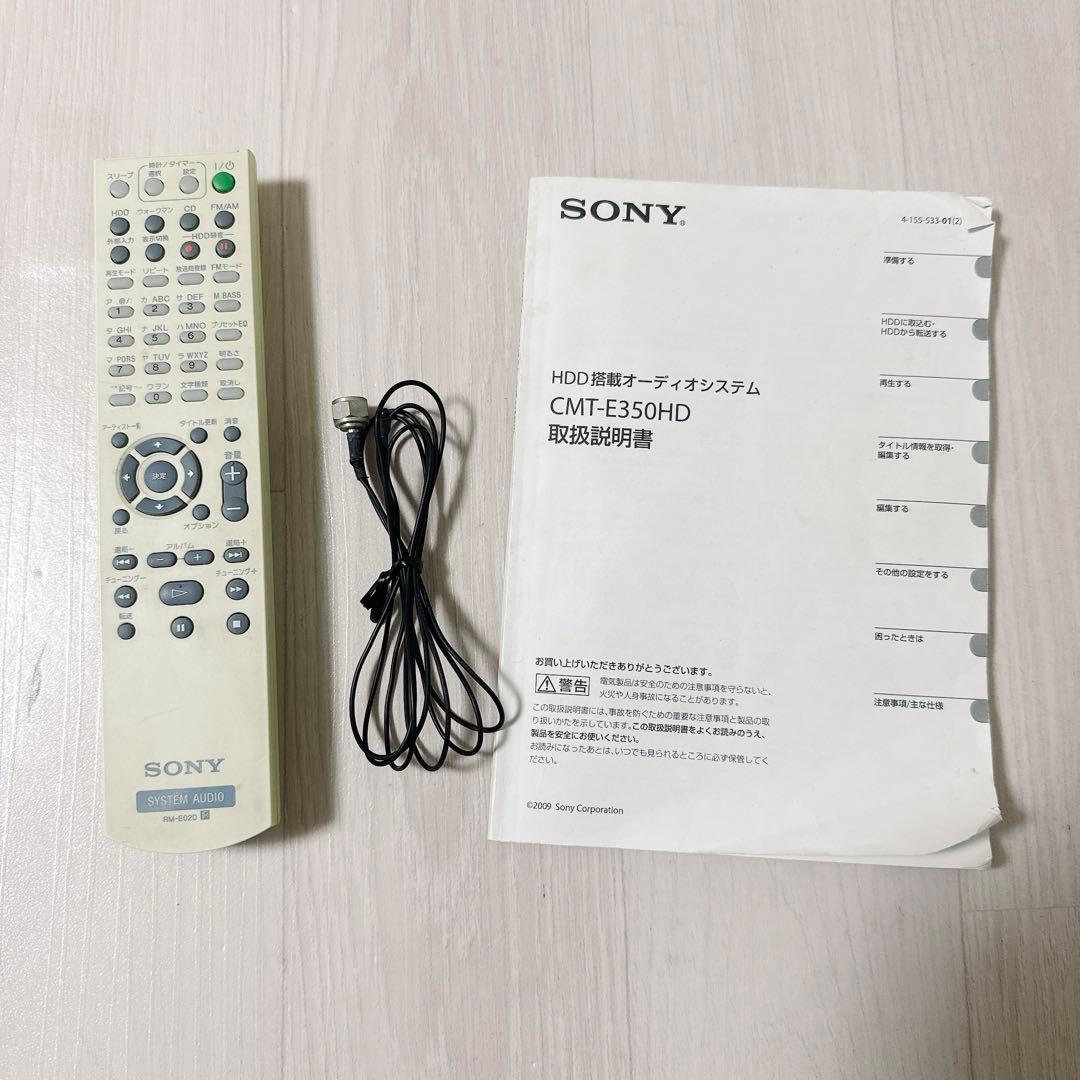 時計/タイマー
スリープ 選択 設定 I/⏻
HDD ウォークマン CD FM/AM
外部入力 表示切換 HDD録音
再生モード リピート 放送局登録 FMモード
ア .@/: カ ABC サ DEF M.BASS
1 2 3
タ GHI ナ JKL ハ MNO プリセットEQ
4 5 6
マ PQRS ヤ TUV ラ WXYZ 明るさ
7 8 9
記号 ワヲン 文字種類 取消し
0
アーティスト一覧 タイトル更新 消音
音量
決定
戻る オプション
選局− アルバム 選局+
チューニング− チューニング+
転送
SONY
SYSTEM AUDIO
RM-E02D
SONY®
4-155-533-01(2)
準備する
HDDに取込む・
HDDから転送する
再生する
タイトル情報を取得・
編集する
編集する
その他の設定をする
困ったときは
注意事項/主な仕様
HDD搭載オーディオシステム
CMT-E350HD
取扱説明書
お買い上げいただきありがとうございます。
警告 電気製品は安全のための注意事項を守らないと、
火災や人身事故になることがあります。
この取扱説明書には、事故を防ぐための重要な注意事項と製品の取
り扱いかたを示しています。この取扱説明書をよくお読みのうえ、
製品を安全にお使いください。
お読みになったあとは、いつでも見られるところに必ず保管してく
ださい。
©2009 Sony Corporation